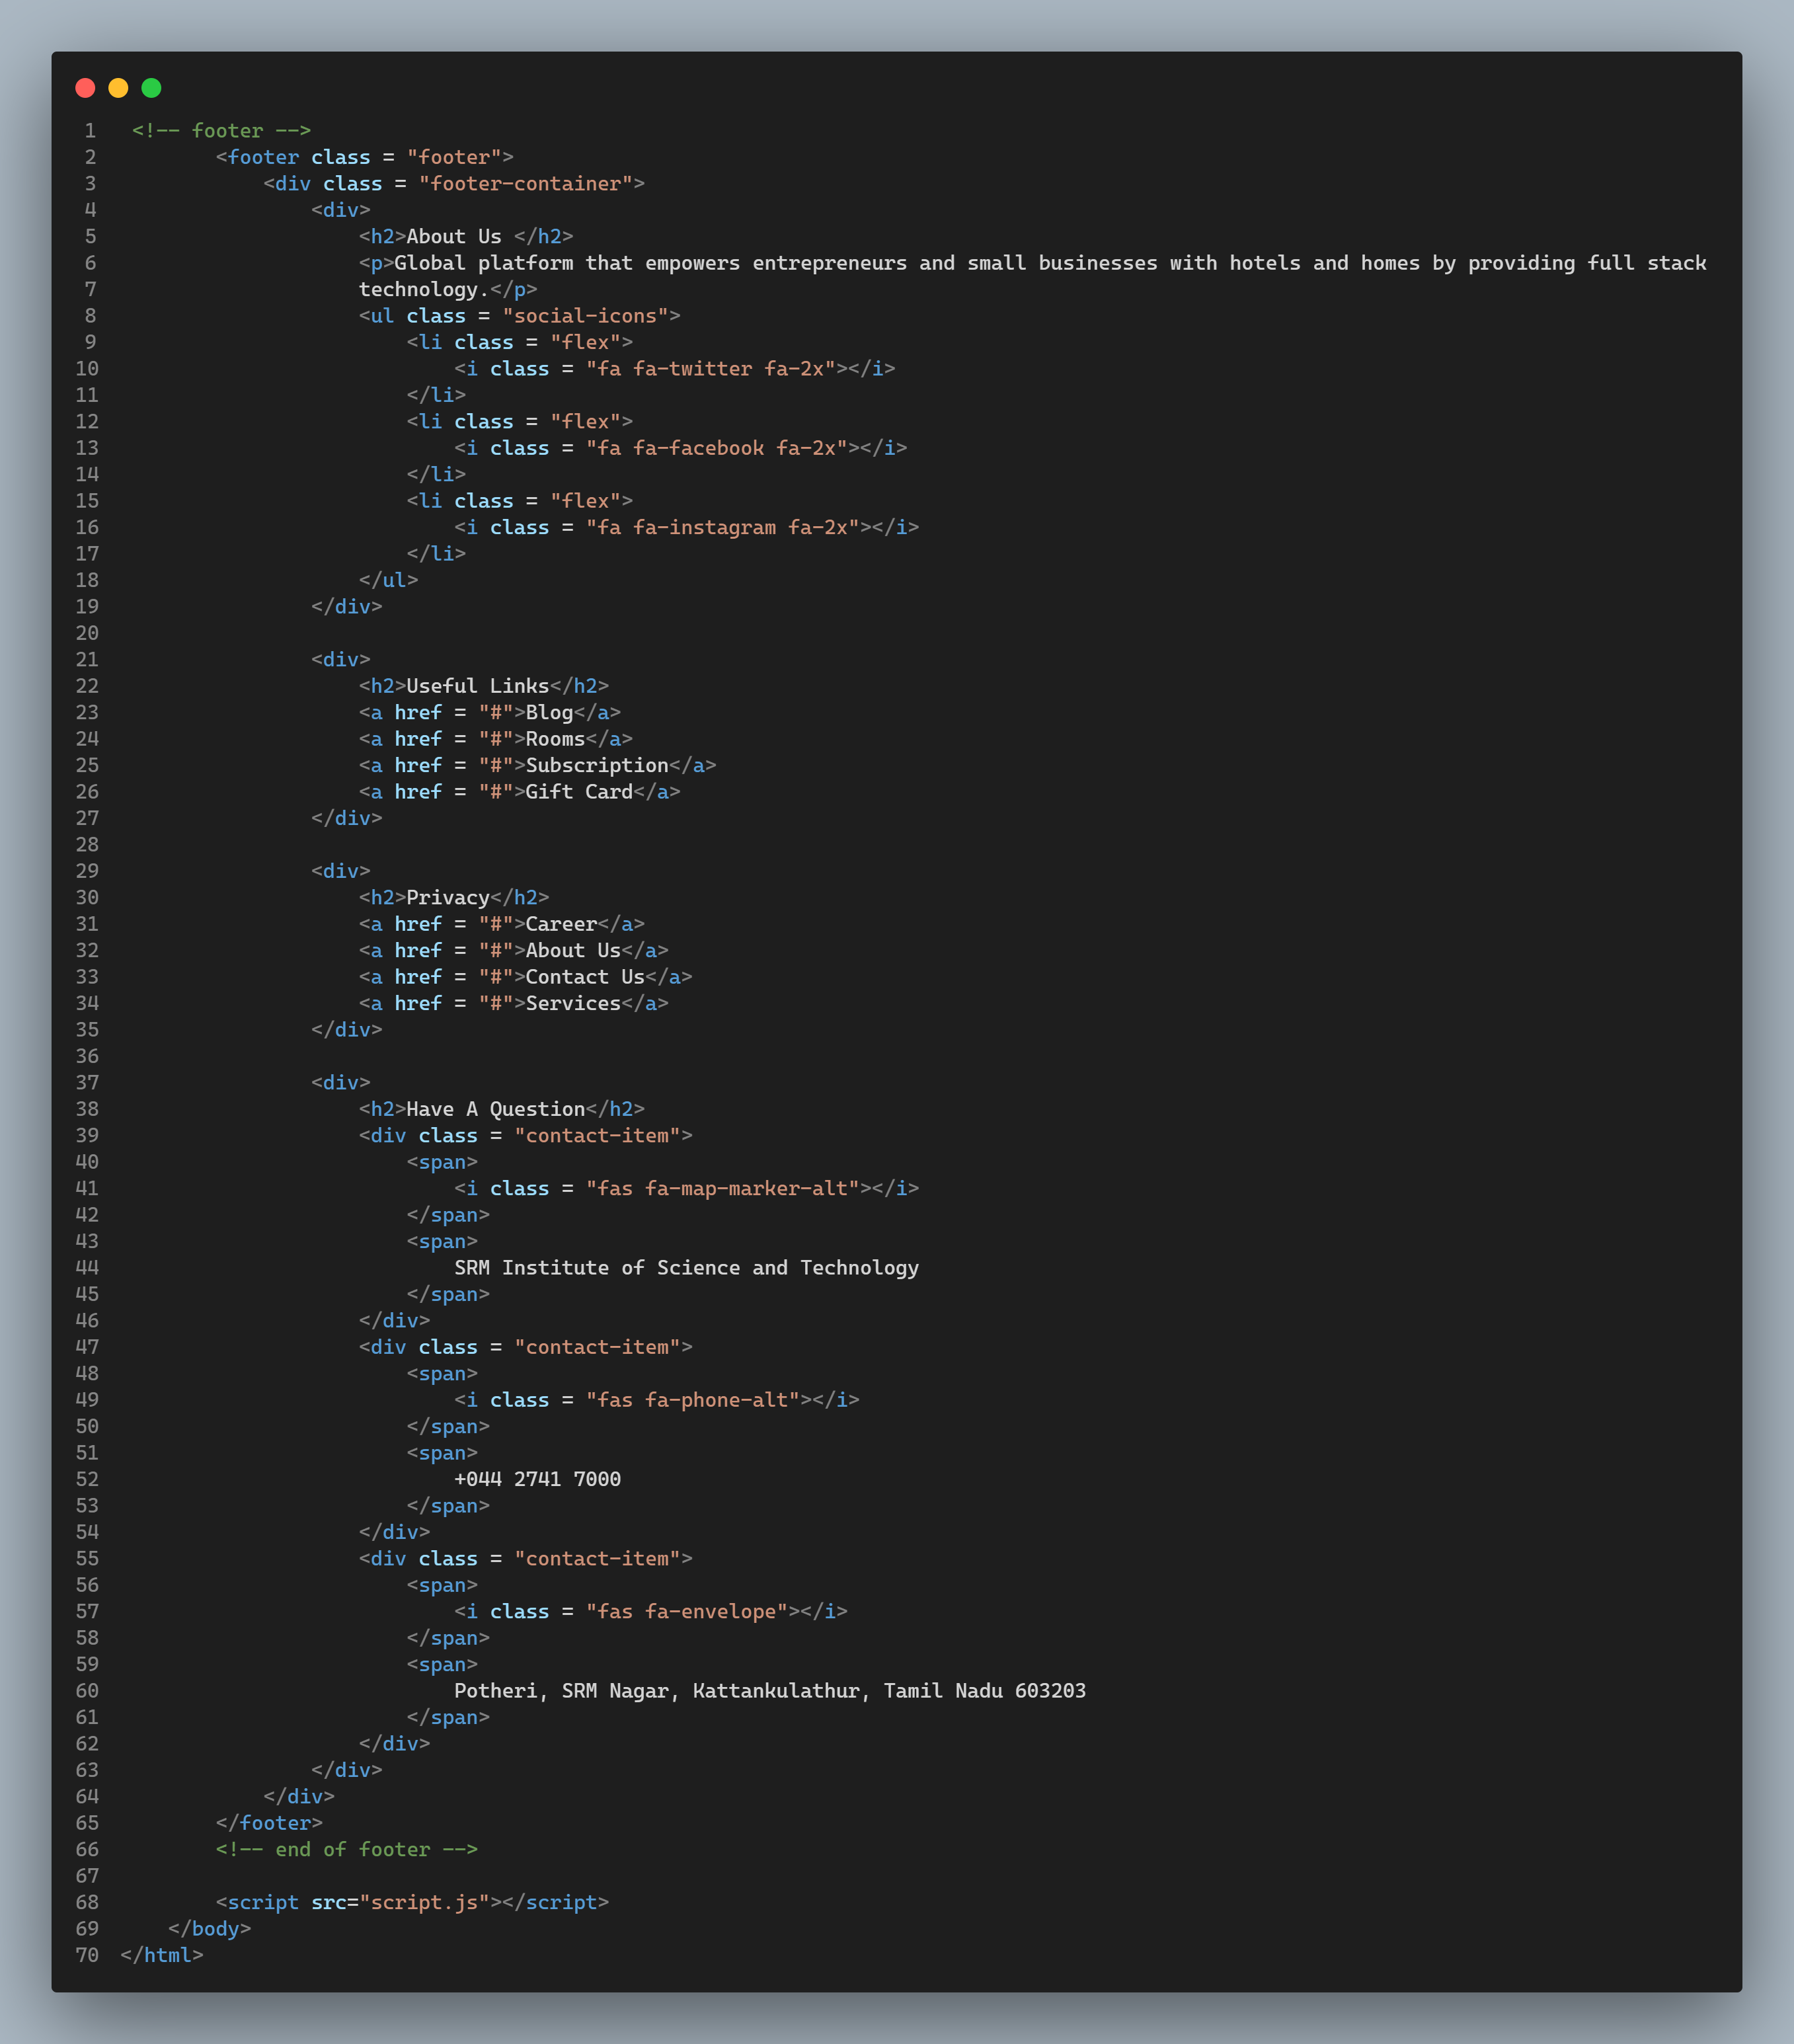 1 <!-- footer -->
2 <footer class = "footer">
3 <div class = "footer-container">
4 <div>
5 <h2>About Us </h2>
6 <p>Global platform that empowers entrepreneurs and small businesses with hotels and homes by providing full stack
7 technology.</p>
8 <ul class = "social-icons">
9 <li class = "flex">
10 <i class = "fa fa-twitter fa-2x"></i>
11 </li>
12 <li class = "flex">
13 <i class = "fa fa-facebook fa-2x"></i>
14 </li>
15 <li class = "flex">
16 <i class = "fa fa-instagram fa-2x"></i>
17 </li>
18 </ul>
19 </div>
20
21 <div>
22 <h2>Useful Links</h2>
23 <a href = "#">Blog</a>
24 <a href = "#">Rooms</a>
25 <a href = "#">Subscription</a>
26 <a href = "#">Gift Card</a>
27 </div>
28
29 <div>
30 <h2>Privacy</h2>
31 <a href = "#">Career</a>
32 <a href = "#">About Us</a>
33 <a href = "#">Contact Us</a>
34 <a href = "#">Services</a>
35 </div>
36
37 <div>
38 <h2>Have A Question</h2>
39 <div class = "contact-item">
40 <span>
41 <i class = "fas fa-map-marker-alt"></i>
42 </span>
43 <span>
44 SRM Institute of Science and Technology
45 </span>
46 </div>
47 <div class = "contact-item">
48 <span>
49 <i class = "fas fa-phone-alt"></i>
50 </span>
51 <span>
52 +044 2741 7000
53 </span>
54 </div>
55 <div class = "contact-item">
56 <span>
57 <i class = "fas fa-envelope"></i>
58 </span>
59 <span>
60 Potheri, SRM Nagar, Kattankulathur, Tamil Nadu 603203
61 </span>
62 </div>
63 </div>
64 </div>
65 </footer>
66 <!-- end of footer -->
67
68 <script src="script.js"></script>
69 </body>
70 </html>